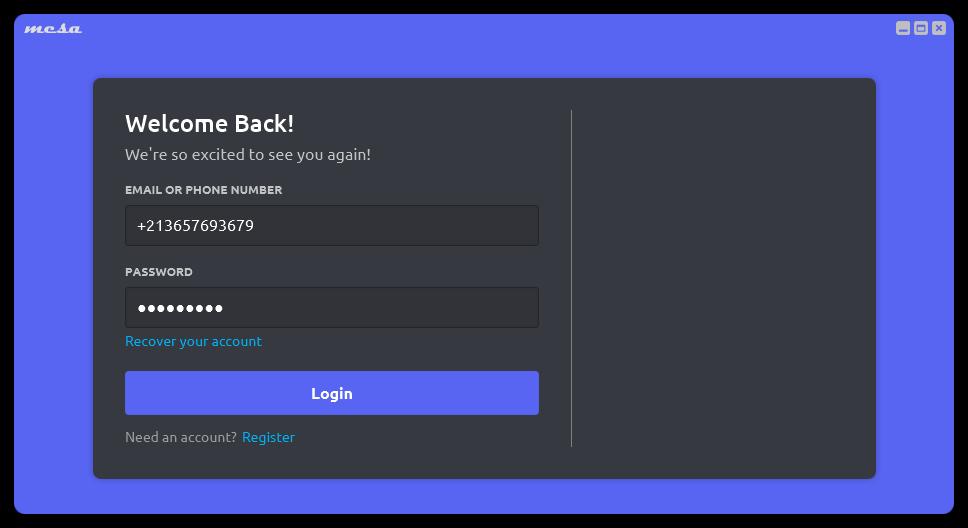 mesa
Welcome Back!
We're so excited to see you again!
EMAIL OR PHONE NUMBER
+213657693679
PASSWORD
●●●●●●●●●
Recover your account
Login
Need an account? Register